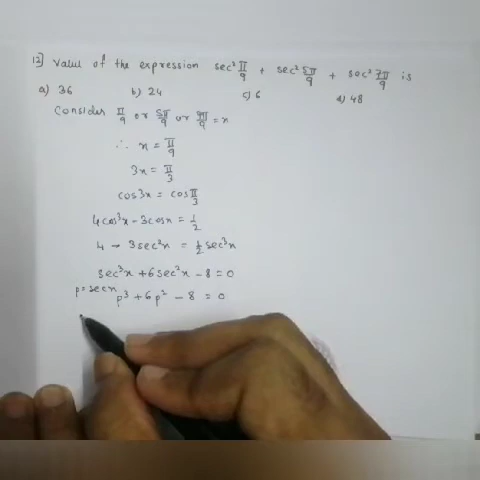 12] Value of the expression sec² π/9 + sec² 5π/9 + sec² 7π/9 is
a) 36 b) 24 c) 6 d) 48
Consider π/9 or 5π/9 or 7π/9 = x
∴ x = π/9
3x = π/3
cos3x = cos π/3
4cos³x - 3cosx = 1/2
4 - 3sec²x = 1/2 sec³x
sec³x + 6sec²x - 8 = 0
p = secx
p³ + 6p² - 8 = 0